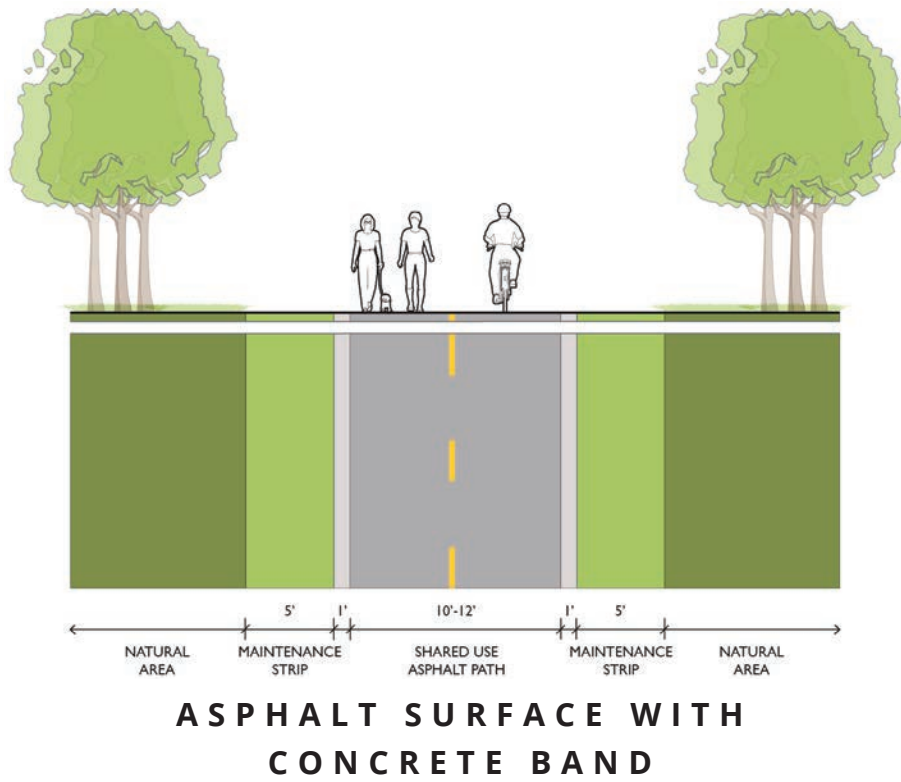 5' 1' 10'-12' 1' 5'
NATURAL AREA
MAINTENANCE STRIP
SHARED USE ASPHALT PATH
MAINTENANCE STRIP
NATURAL AREA
ASPHALT SURFACE WITH
CONCRETE BAND